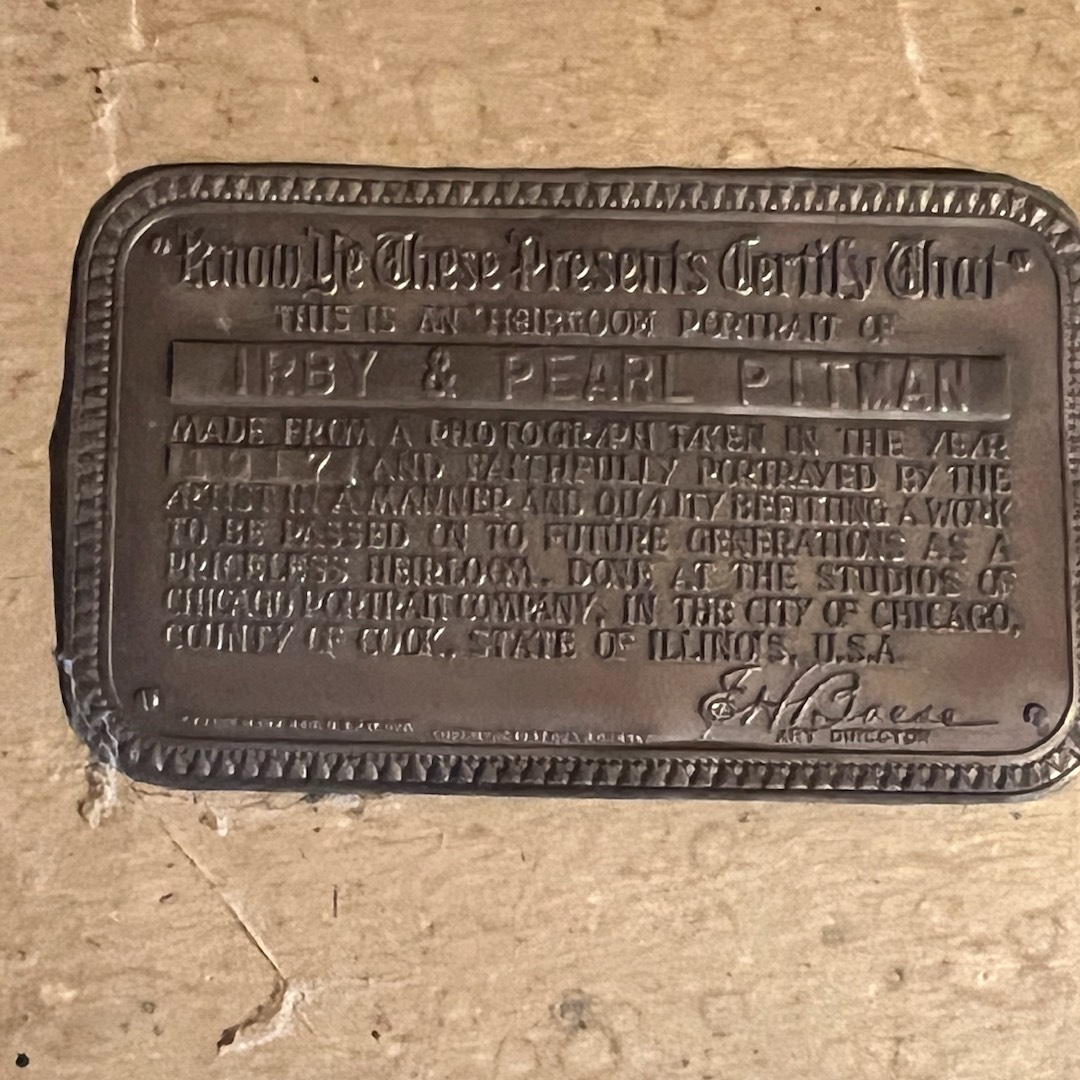 "Know Ye These Presents Certify That"
THIS IS AN HEIRLOOM PORTRAIT OF
IRBY & PEARL PITMAN
MADE FROM A PHOTOGRAPH TAKEN IN THE YEAR
AND FAITHFULLY PORTRAYED BY THE
ARTIST IN A MANNER AND QUALITY BEFITTING A WORK
TO BE PASSED ON TO FUTURE GENERATIONS AS A
PRICELESS HEIRLOOM. DONE AT THE STUDIOS OF
CHICAGO PORTRAIT COMPANY, IN THE CITY OF CHICAGO,
COUNTY OF COOK, STATE OF ILLINOIS, U.S.A.
ART DIRECTOR